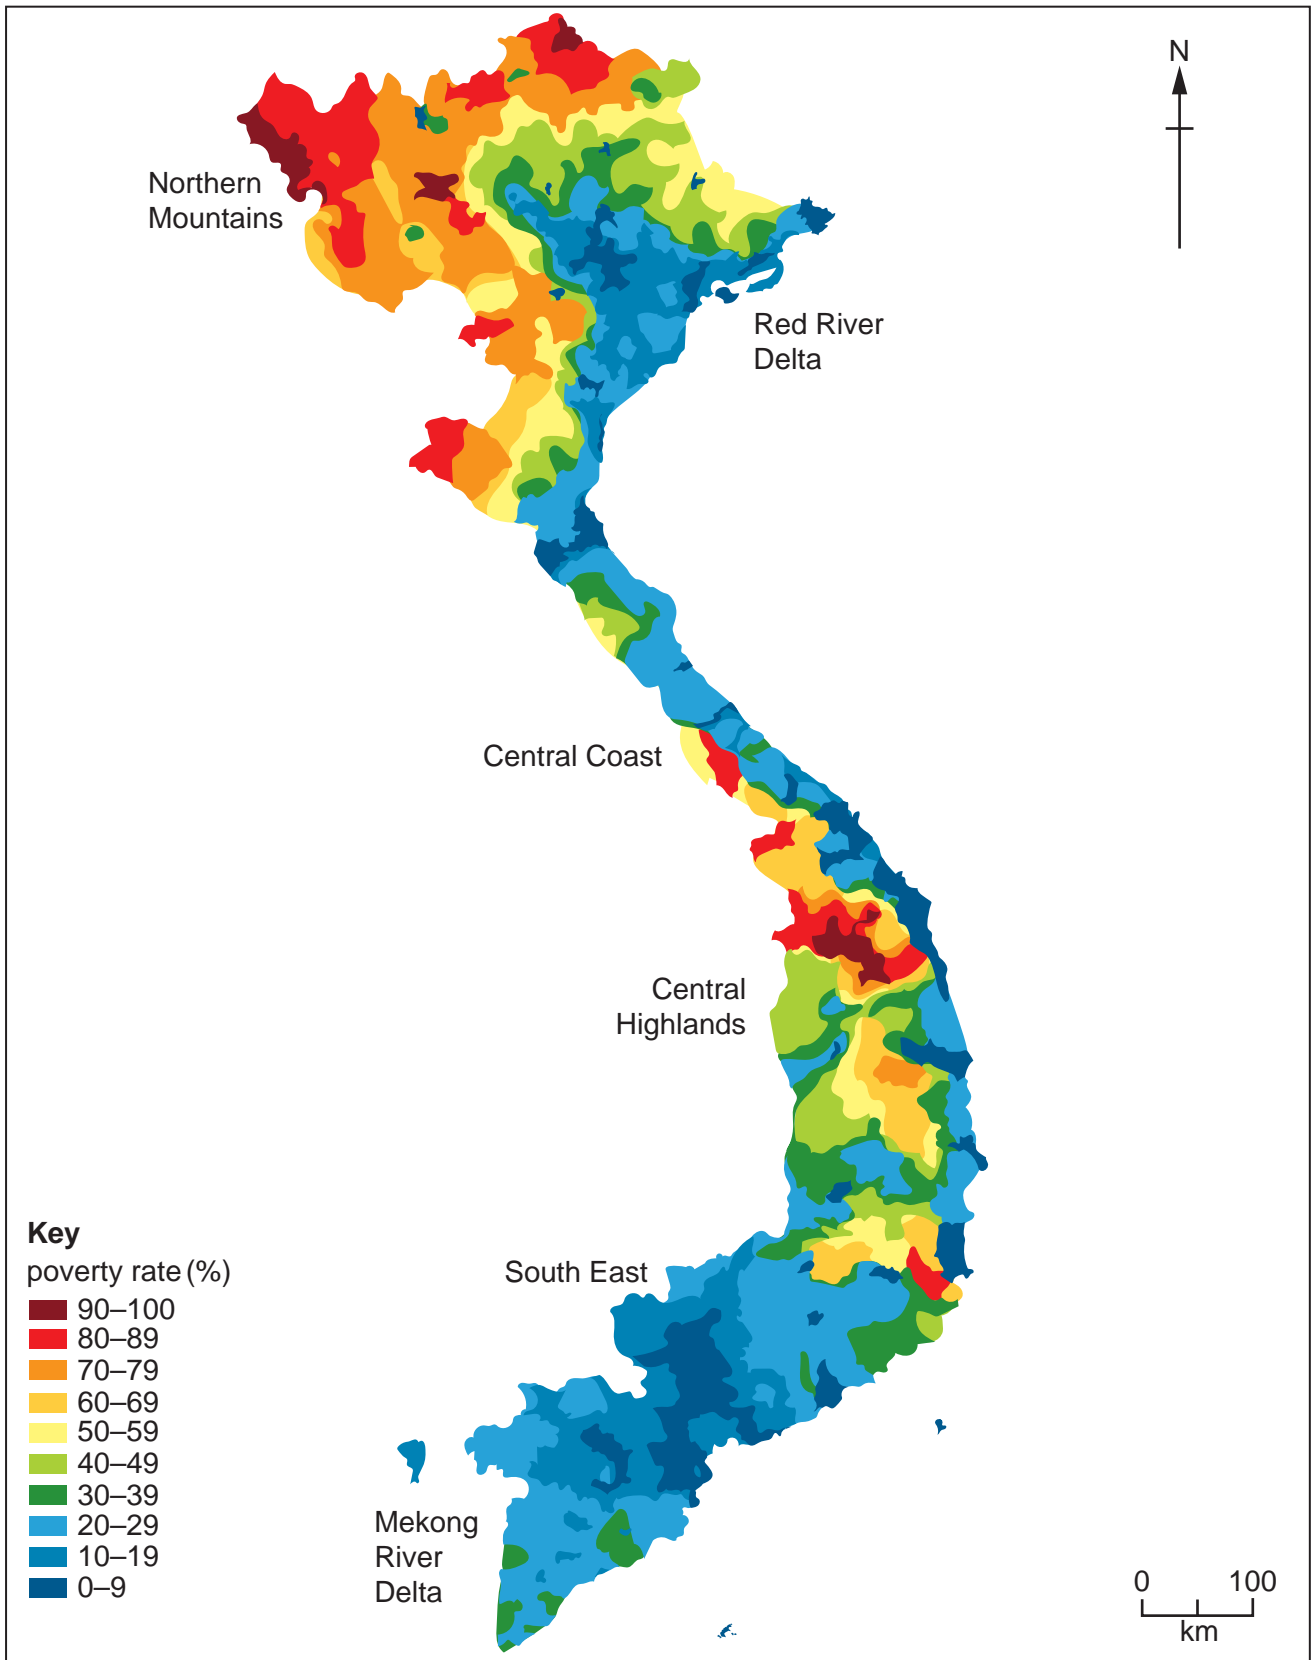 N
Northern
Mountains
Red River
Delta
Central Coast
Central
Highlands
South East
Mekong
River
Delta
Key
poverty rate (%)
90–100
80–89
70–79
60–69
50–59
40–49
30–39
20–29
10–19
0–9
0 100
km